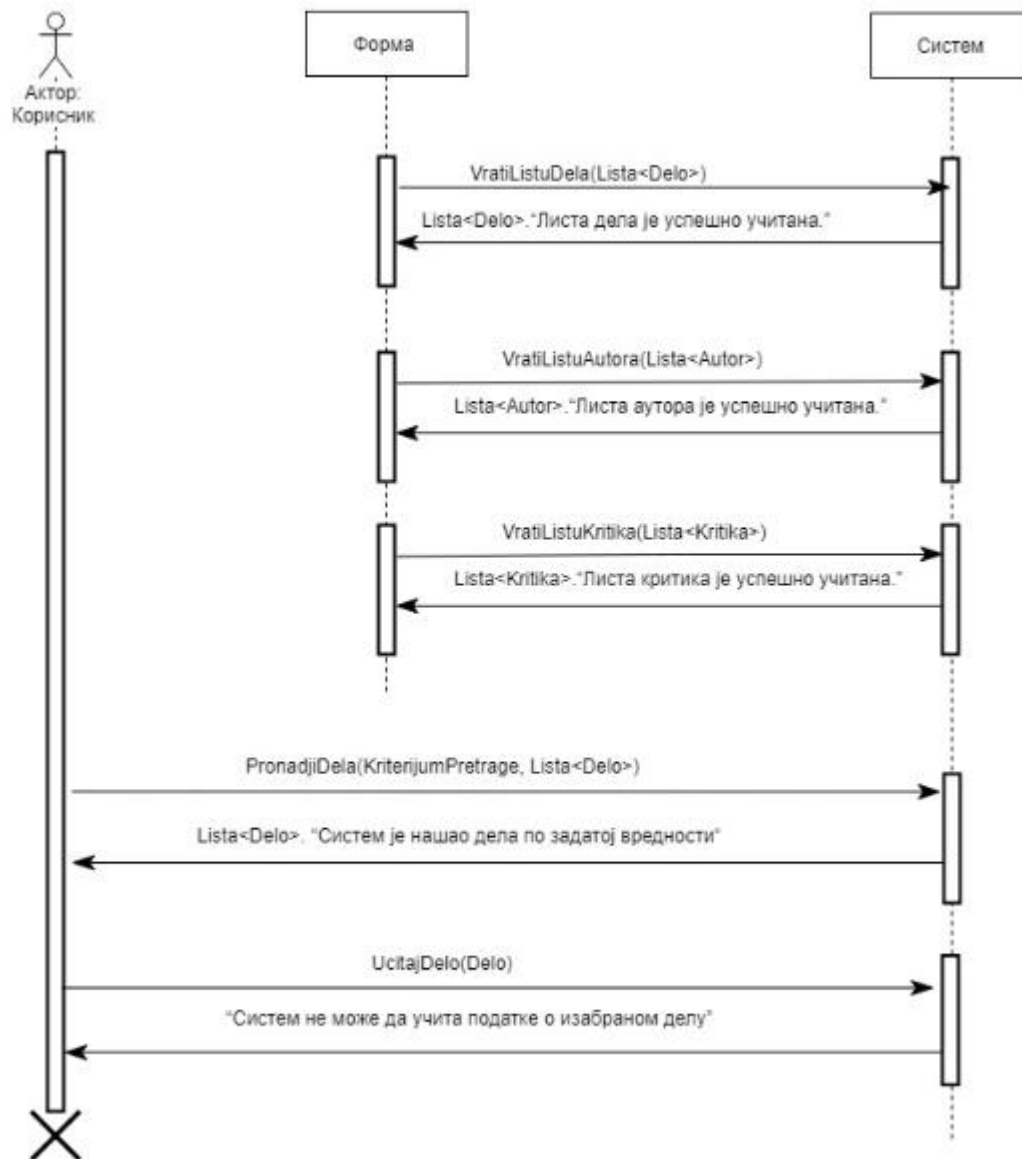 Форма
Систем
Актор:
Корисник
VratiListuDela(Lista<Delo>)
Lista<Delo>.“Листа дела је успешно учитана.”
VratiListuAutora(Lista<Autor>)
Lista<Autor>.“Листа аутора је успешно учитана.”
VratiListuKritika(Lista<Kritika>)
Lista<Kritika>.“Листа критика је успешно учитана.”
PronadjiDela(KriterijumPretrage, Lista<Delo>)
Lista<Delo>. “Систем је нашао дела по задатој вредности“
UcitajDelo(Delo)
“Систем не може да учита податке о изабраном делу”